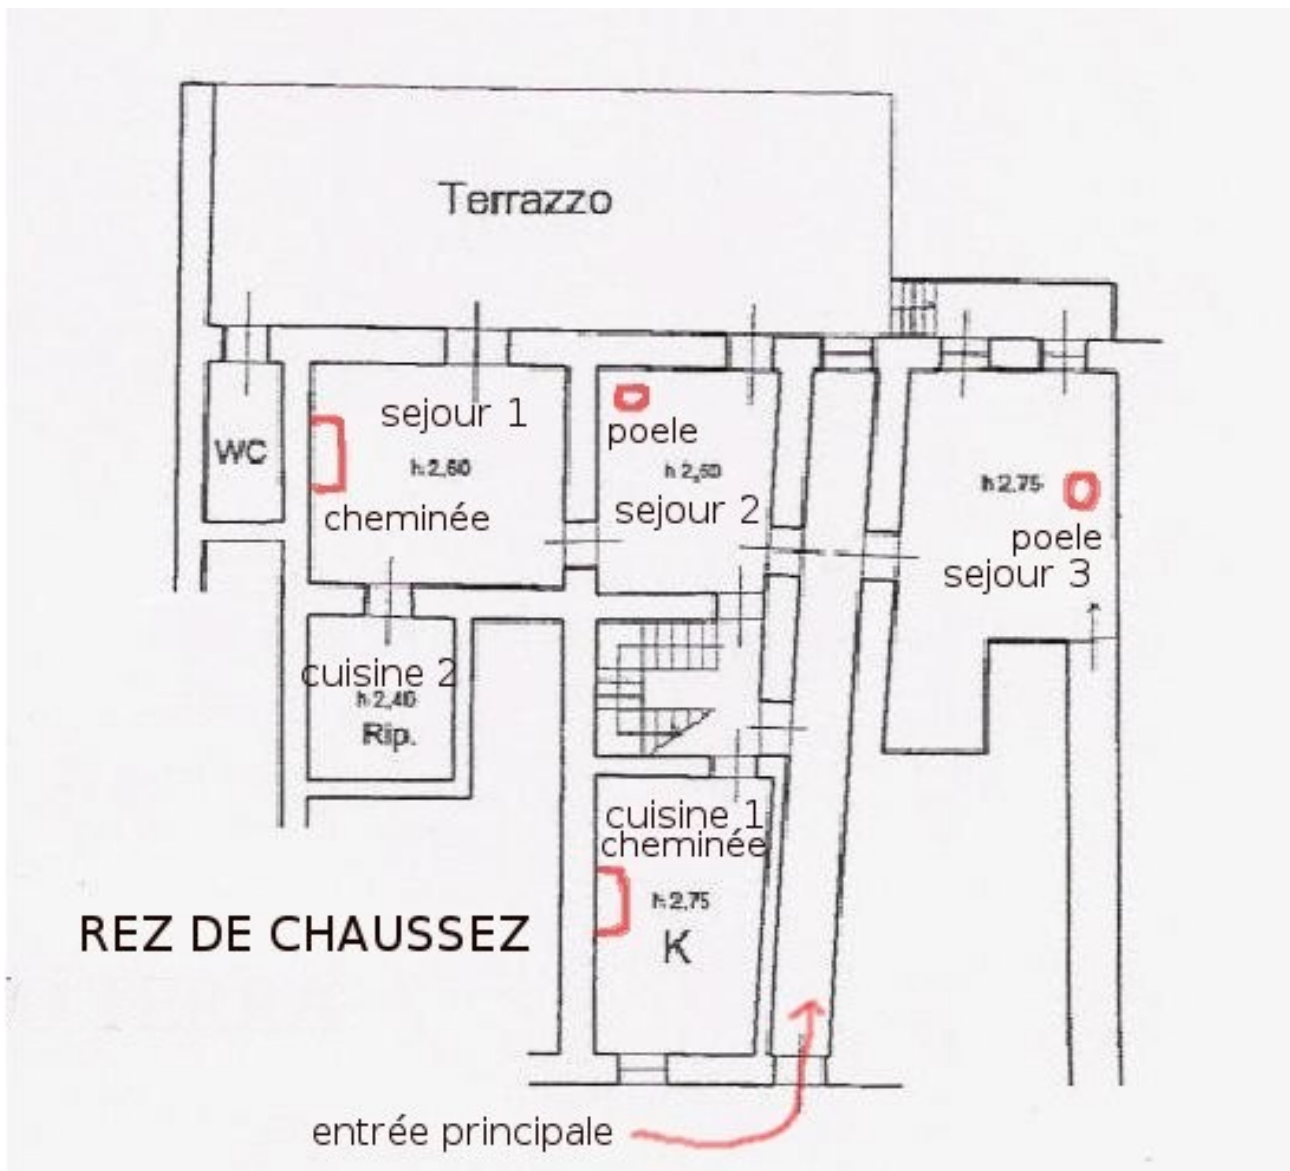 Terrazzo
WC
sejour 1
h:2,60
cheminée
poele
h:2,50
sejour 2
h:2,75
poele
sejour 3
cuisine 2
h:2,40
Rip.
cuisine 1
cheminée
h:2,75
K
REZ DE CHAUSSEZ
entrée principale